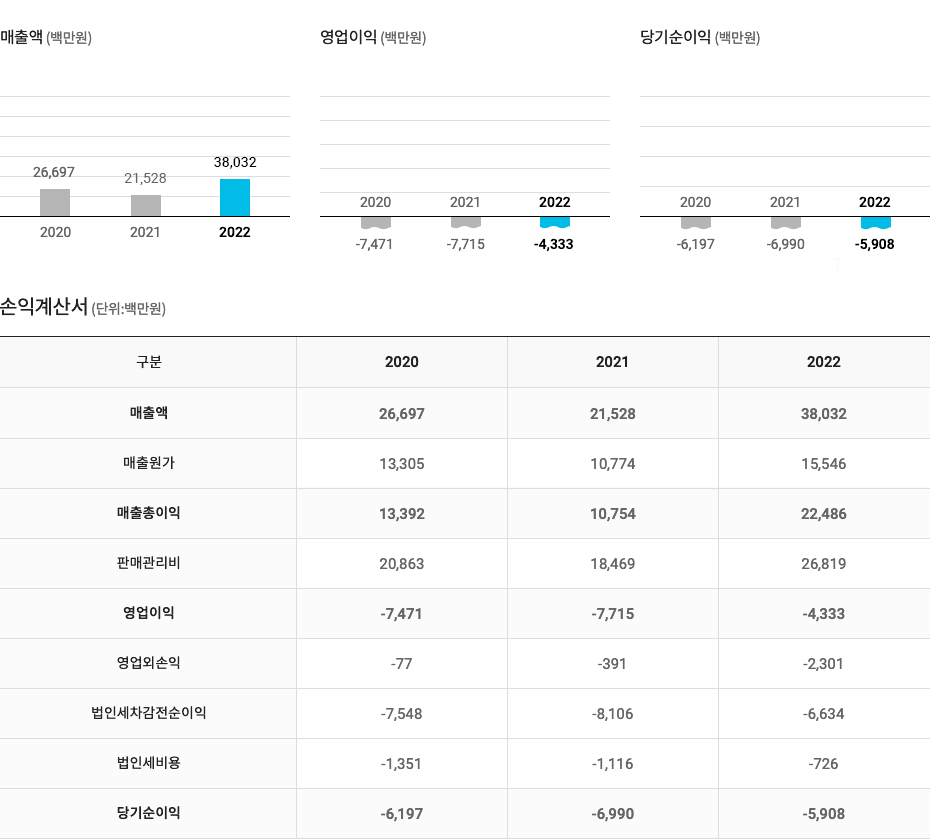 매출액 (백만원)
26,697
21,528
38,032
2020
2021
2022
영업이익 (백만원)
2020
2021
2022
-7,471
-7,715
-4,333
당기순이익 (백만원)
2020
2021
2022
-6,197
-6,990
-5,908
손익계산서 (단위:백만원)
구분 2020 2021 2022
매출액 26,697 21,528 38,032
매출원가 13,305 10,774 15,546
매출총이익 13,392 10,754 22,486
판매관리비 20,863 18,469 26,819
영업이익 -7,471 -7,715 -4,333
영업외손익 -77 -391 -2,301
법인세차감전순이익 -7,548 -8,106 -6,634
법인세비용 -1,351 -1,116 -726
당기순이익 -6,197 -6,990 -5,908